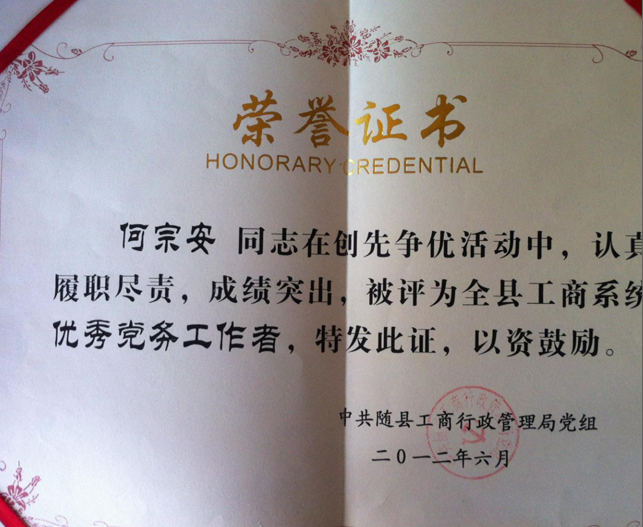 荣誉证书
HONORARY CREDENTIAL
何宗安 同志在创先争优活动中，认真
履职尽责，成绩突出，被评为全县工商系统
优秀党务工作者，特发此证，以资鼓励。
中共随县工商行政管理局党组
二〇一二年六月